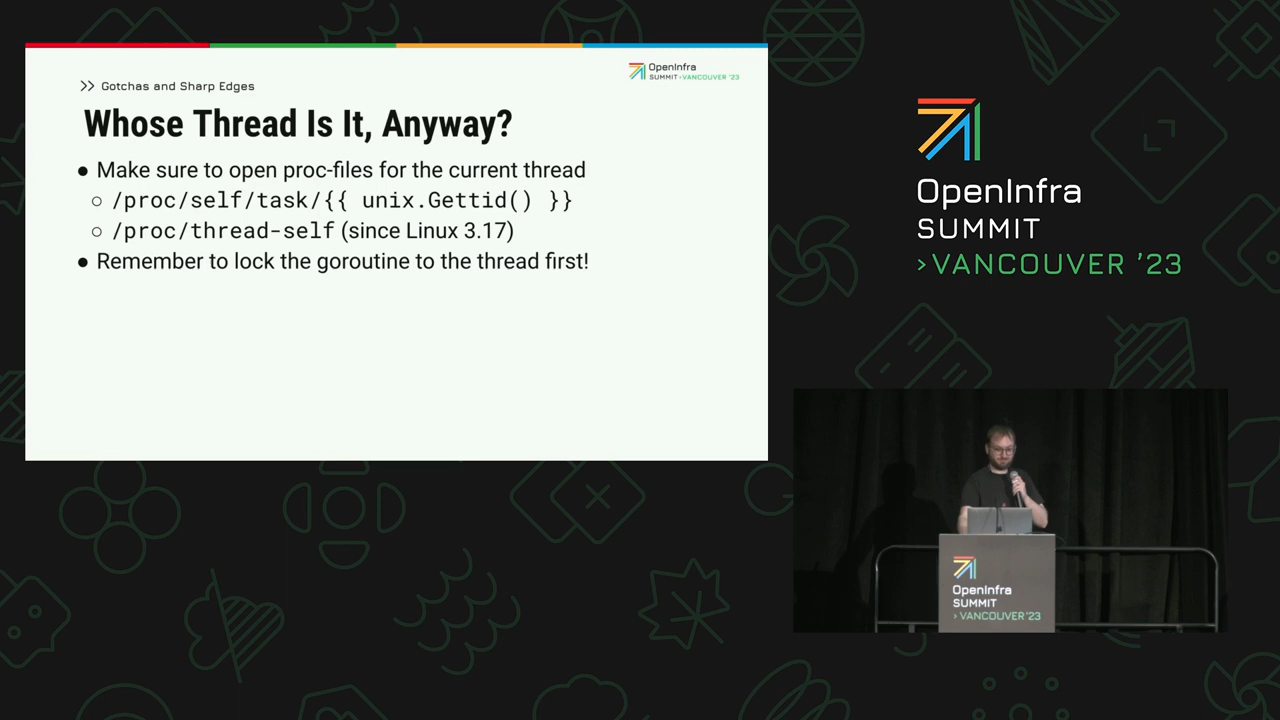 >> Gotchas and Sharp Edges
OpenInfra
SUMMIT >VANCOUVER '23
Whose Thread Is It, Anyway?
● Make sure to open proc-files for the current thread
○ /proc/self/task/{{ unix.Gettid() }}
○ /proc/thread-self (since Linux 3.17)
● Remember to lock the goroutine to the thread first!
OpenInfra
SUMMIT
>VANCOUVER '23
OpenInfra
SUMMIT
>VANCOUVER'23